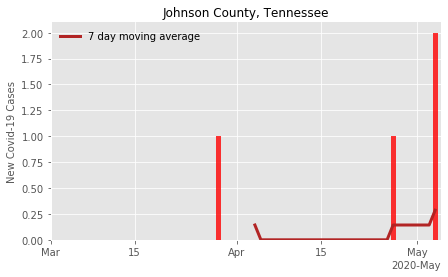 Johnson County, Tennessee
7 day moving average
New Covid-19 Cases
2.00
1.75
1.50
1.25
1.00
0.75
0.50
0.25
0.00
Mar
15
Apr
15
May
2020-May